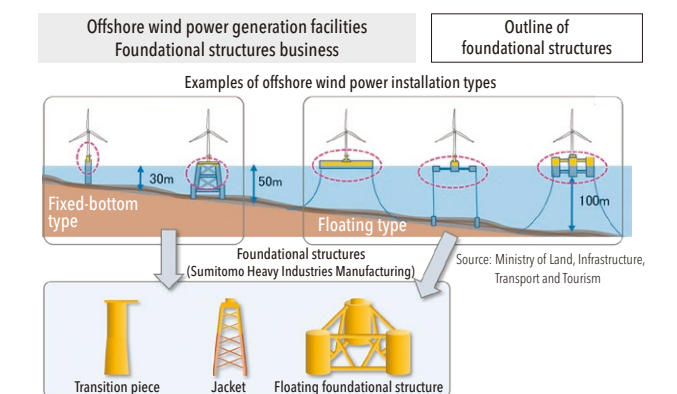 Offshore wind power generation facilities
Foundational structures business
Outline of
foundational structures
Examples of offshore wind power installation types
30m
50m
100m
Fixed-bottom
type
Floating type
Foundational structures
(Sumitomo Heavy Industries Manufacturing)
Source: Ministry of Land, Infrastructure,
Transport and Tourism
Transition piece
Jacket
Floating foundational structure